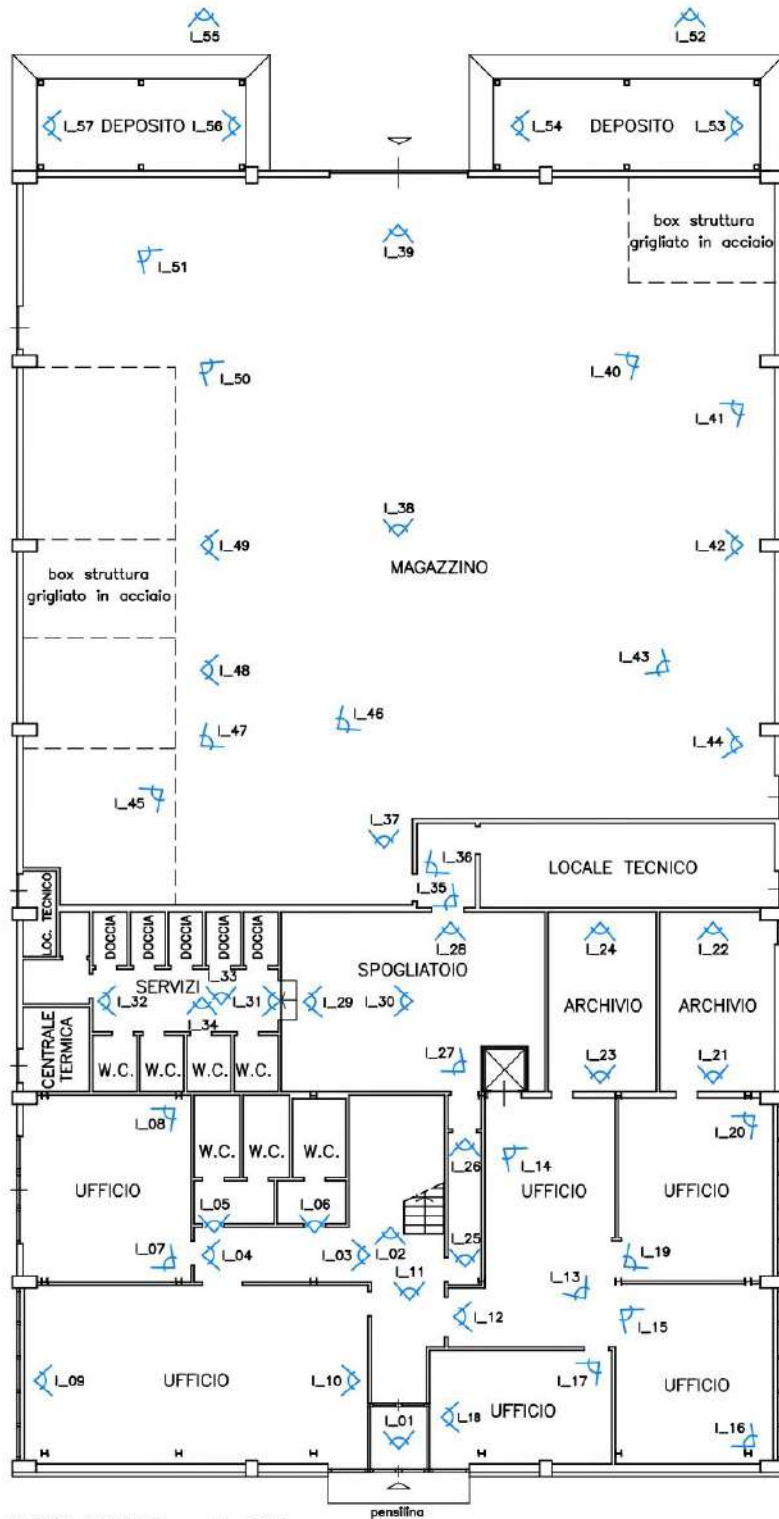 I_55
I_52
I_57 DEPOSITO I_56
I_54 DEPOSITO I_53
I_39
box struttura
grigliato in acciaio
I_51
I_50
I_40
I_41
I_38
I_49
I_42
MAGAZZINO
box struttura
grigliato in acciaio
I_48
I_43
I_47
I_46
I_44
I_45
I_37
I_36
LOCALE TECNICO
I_35
LOC. TECNICO
DOCCIA
DOCCIA
DOCCIA
DOCCIA
DOCCIA
I_28
I_24
I_22
SPOGLIATOIO
SERVIZI
I_33
I_32
I_31
I_29
I_30
I_34
ARCHIVIO
ARCHIVIO
CENTRALE
TERMICA
W.C.
W.C.
W.C.
W.C.
I_27
I_23
I_21
I_08
I_20
W.C.
W.C.
W.C.
I_26
I_14
UFFICIO
UFFICIO
UFFICIO
I_05
I_06
I_07
I_04
I_03
I_02
I_25
I_19
I_11
I_13
I_12
I_15
I_09
UFFICIO
I_10
I_17
UFFICIO
I_01
I_18
UFFICIO
I_16
pensilina